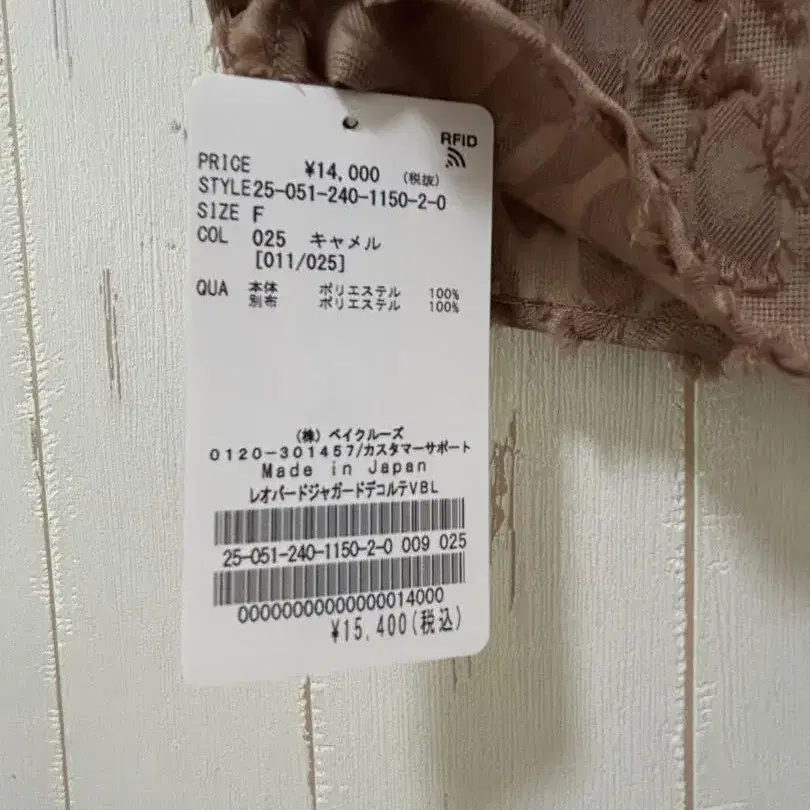 RFID
PRICE ¥14,000 (税抜)
STYLE25-051-240-1150-2-0
SIZE F
COL 025 キャメル
[011/025]
QUA 本体 ポリエステル 100%
別布 ポリエステル 100%
(株) ベイクルーズ
0120-301457/カスタマーサポート
Made in Japan
レオパードジャガードデコルテVBL
25-051-240-1150-2-0 009 025
00000000000000014000
¥15,400(税込)